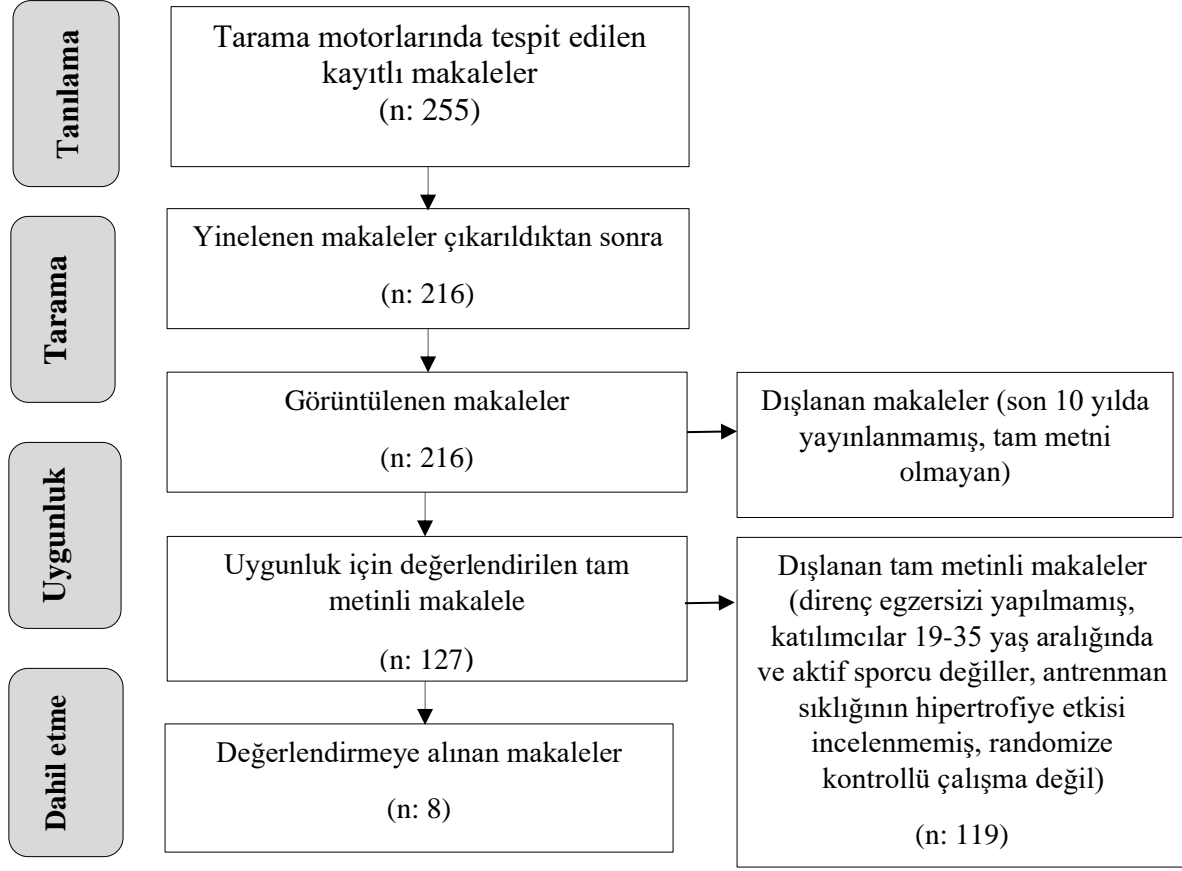 Tanılama
Tarama motorlarında tespit edilen
kayıtlı makaleler
(n: 255)
Tarama
Yinelenen makaleler çıkarıldıktan sonra
(n: 216)
Görüntülenen makaleler
(n: 216)
Dışlanan makaleler (son 10 yılda
yayınlanmamış, tam metni
olmayan)
Uygunluk
Uygunluk için değerlendirilen tam
metinli makalele
(n: 127)
Dışlanan tam metinli makaleler
(direnç egzersizi yapılmamış,
katılımcılar 19-35 yaş aralığında
ve aktif sporcu değiller, antrenman
sıklığının hipertrofiye etkisi
incelenmemiş, randomize
kontrollü çalışma değil)
(n: 119)
Dahil etme
Değerlendirmeye alınan makaleler
(n: 8)